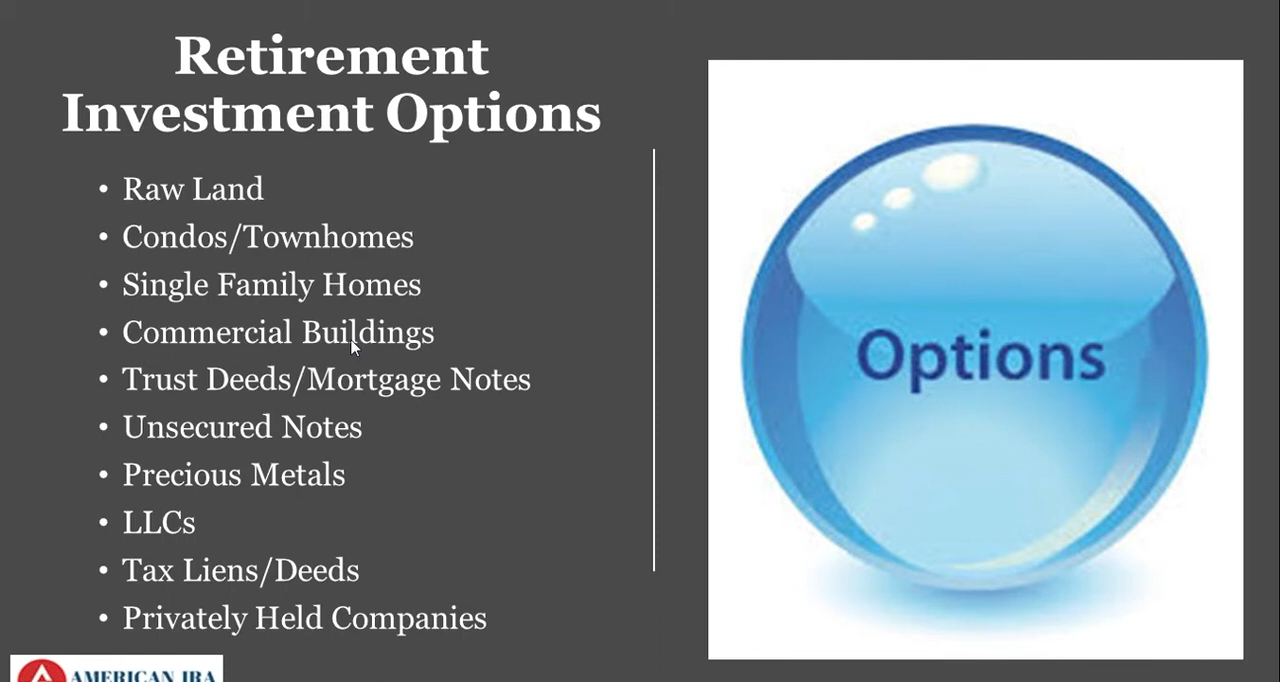 Retirement
Investment Options
• Raw Land
• Condos/Townhomes
• Single Family Homes
• Commercial Buildings
• Trust Deeds/Mortgage Notes
• Unsecured Notes
• Precious Metals
• LLCs
• Tax Liens/Deeds
• Privately Held Companies
Options
AMERICAN IRA